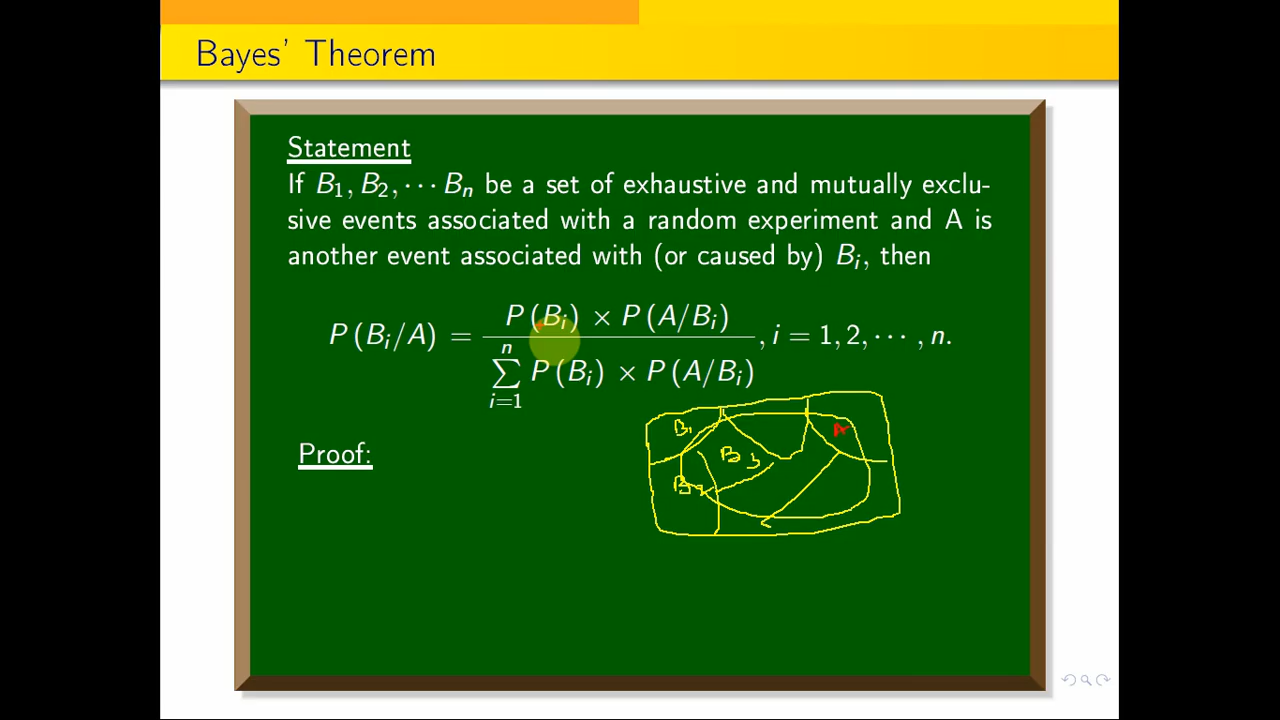 Bayes' Theorem
Statement
If B₁, B₂, ⋯ Bₙ be a set of exhaustive and mutually exclu-
sive events associated with a random experiment and A is
another event associated with (or caused by) Bᵢ, then
P (Bᵢ/A) = P (Bᵢ) × P (A/Bᵢ) / ∑ⁿᵢ₌₁ P (Bᵢ) × P (A/Bᵢ) , i = 1, 2, ⋯ , n.
B₁
A
Proof:
B₃
B₂